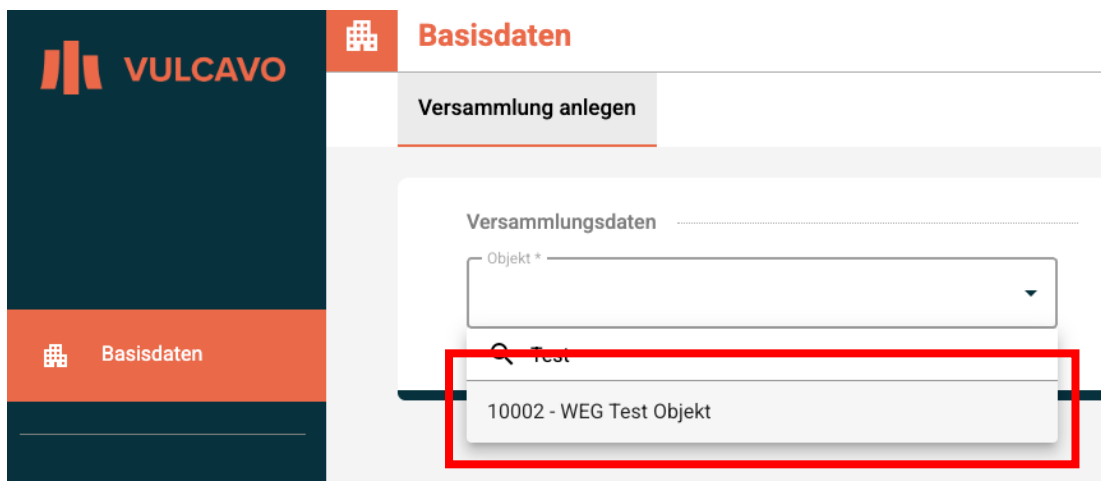 VULCAVO
Basisdaten
Versammlung anlegen
Versammlungsdaten
Objekt *
Basisdaten
Test
10002 - WEG Test Objekt